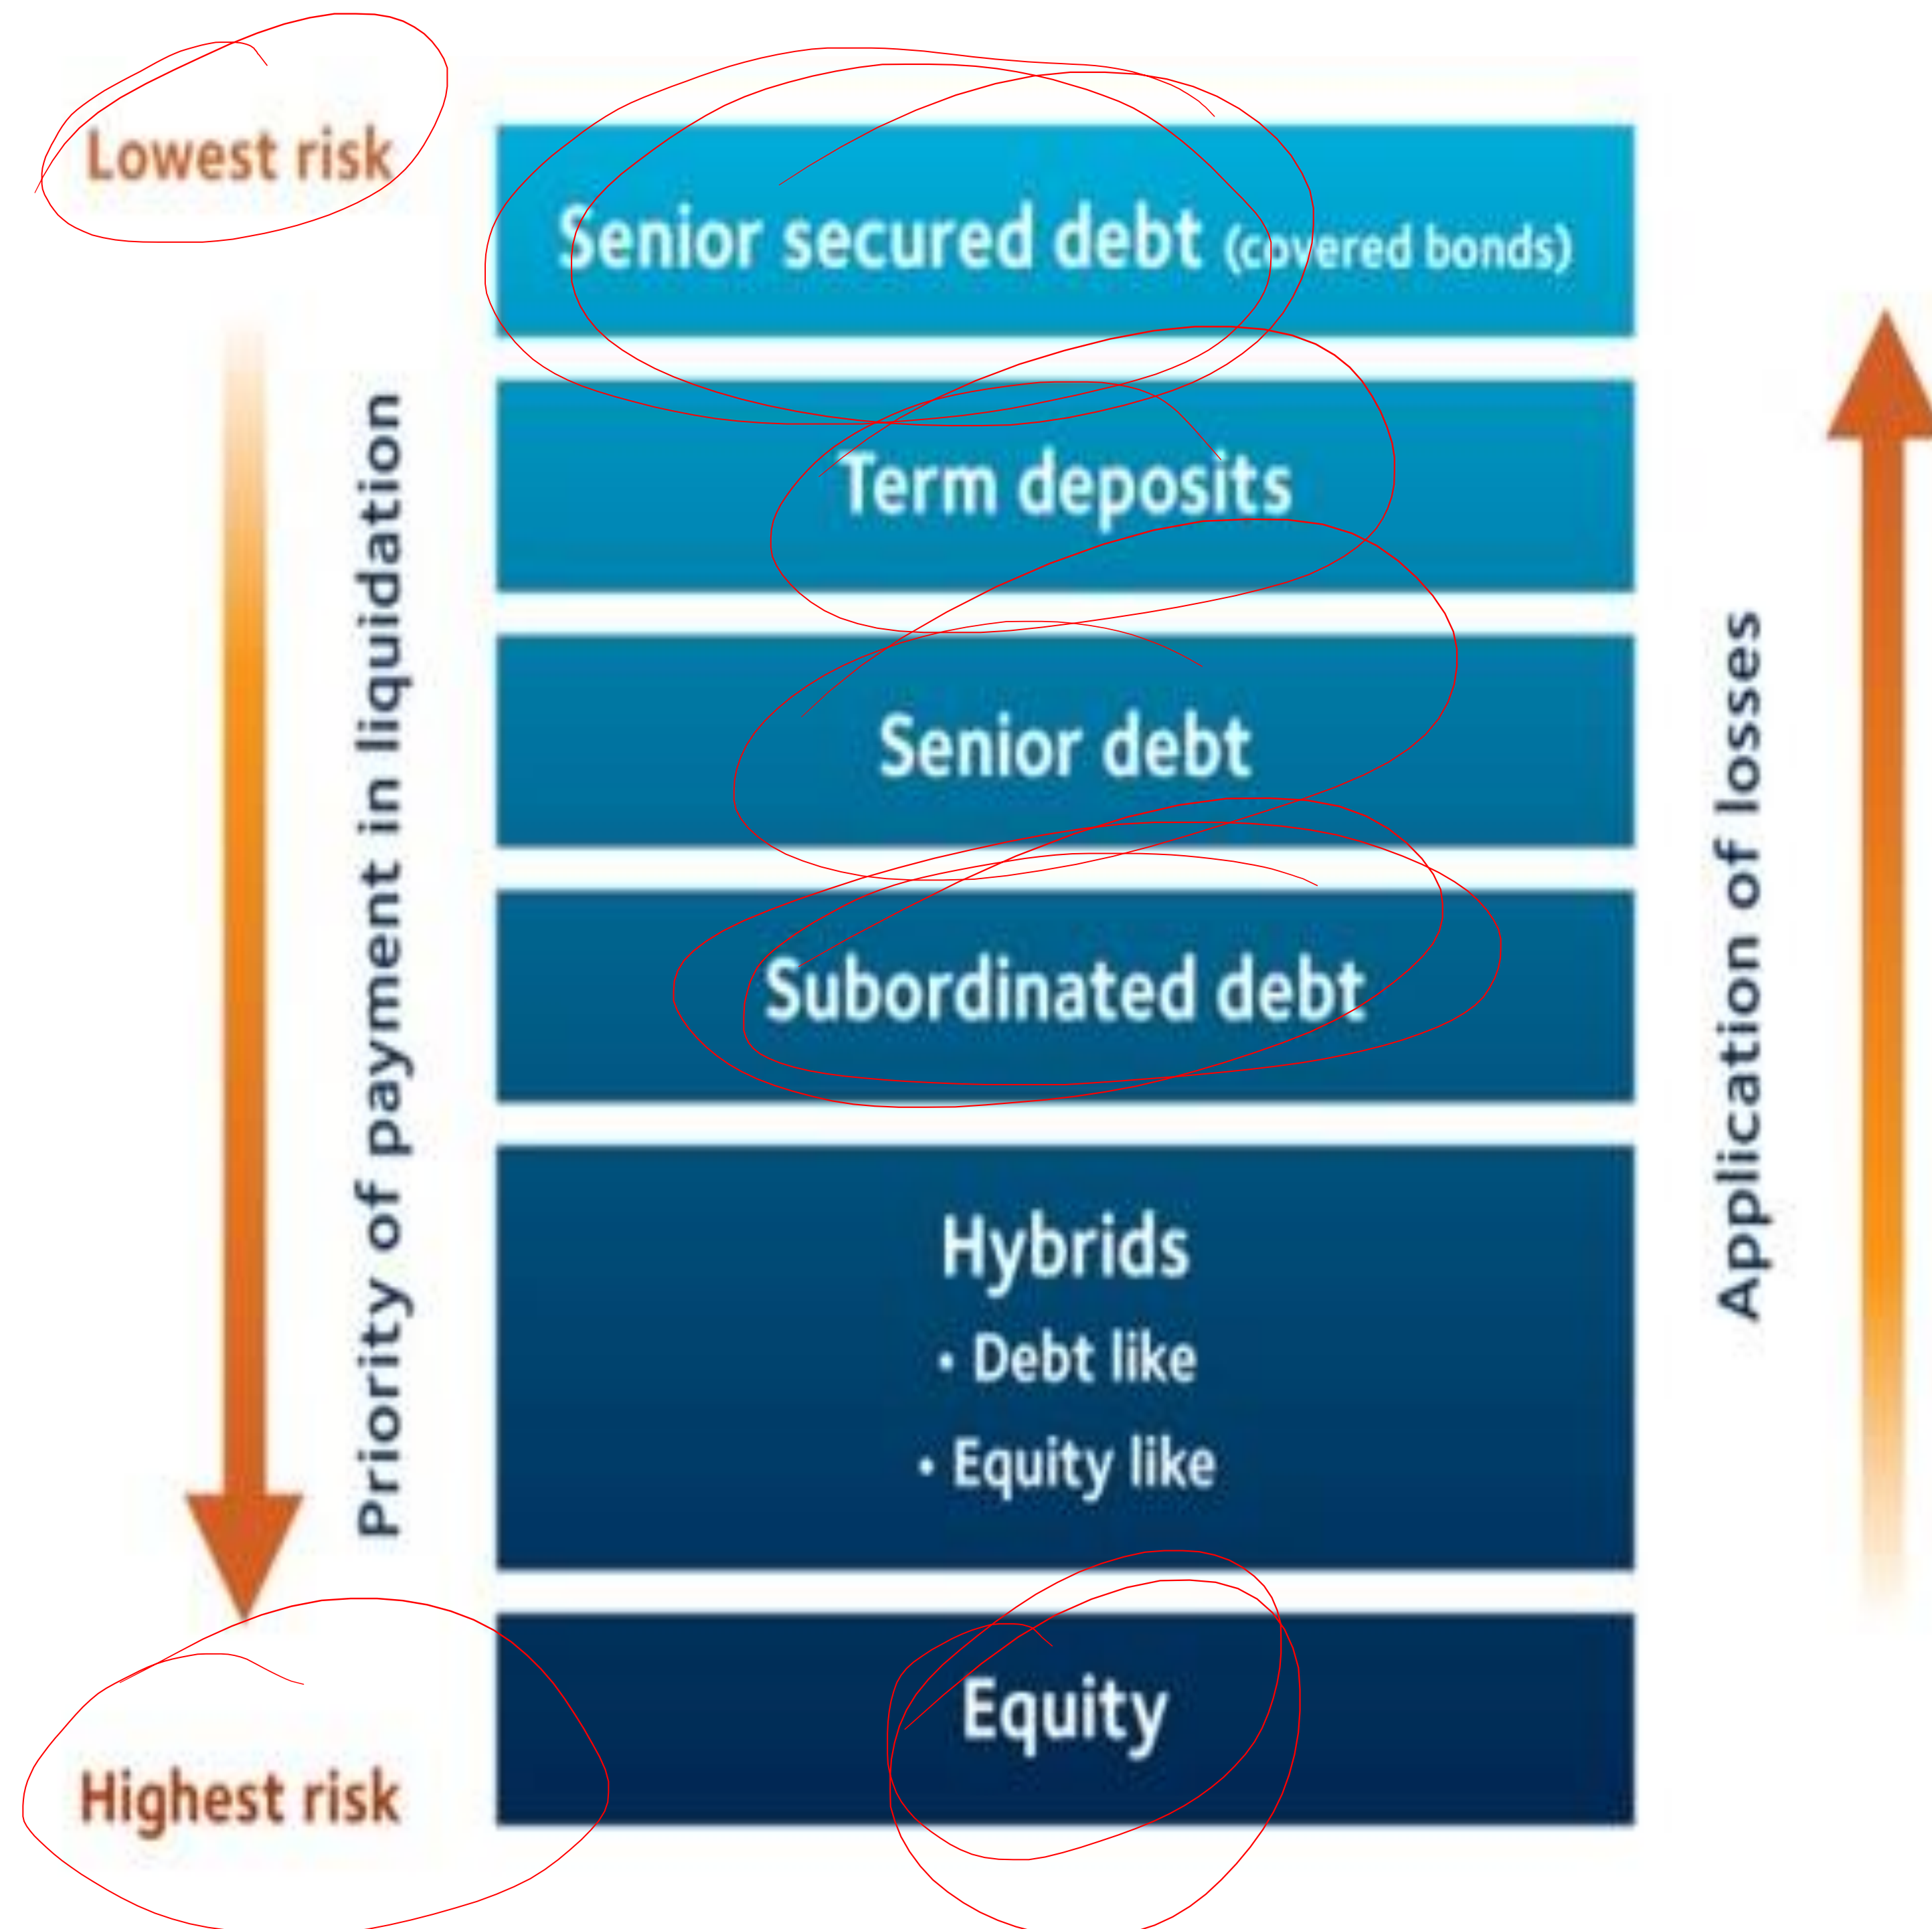 Lowest risk
Senior secured debt (covered bonds)
Term deposits
Senior debt
Subordinated debt
Hybrids
• Debt like
• Equity like
Equity
Highest risk
Priority of payment in liquidation
Application of losses